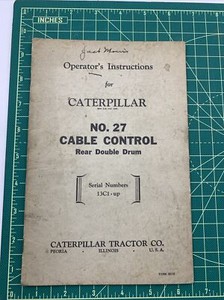 INCHES
Operator's Instructions
for
CATERPILLAR
NO. 27
CABLE CONTROL
Rear Double Drum
Serial Numbers
13C1-up
CATERPILLAR TRACTOR CO.
PEORIA ILLINOIS U.S.A.